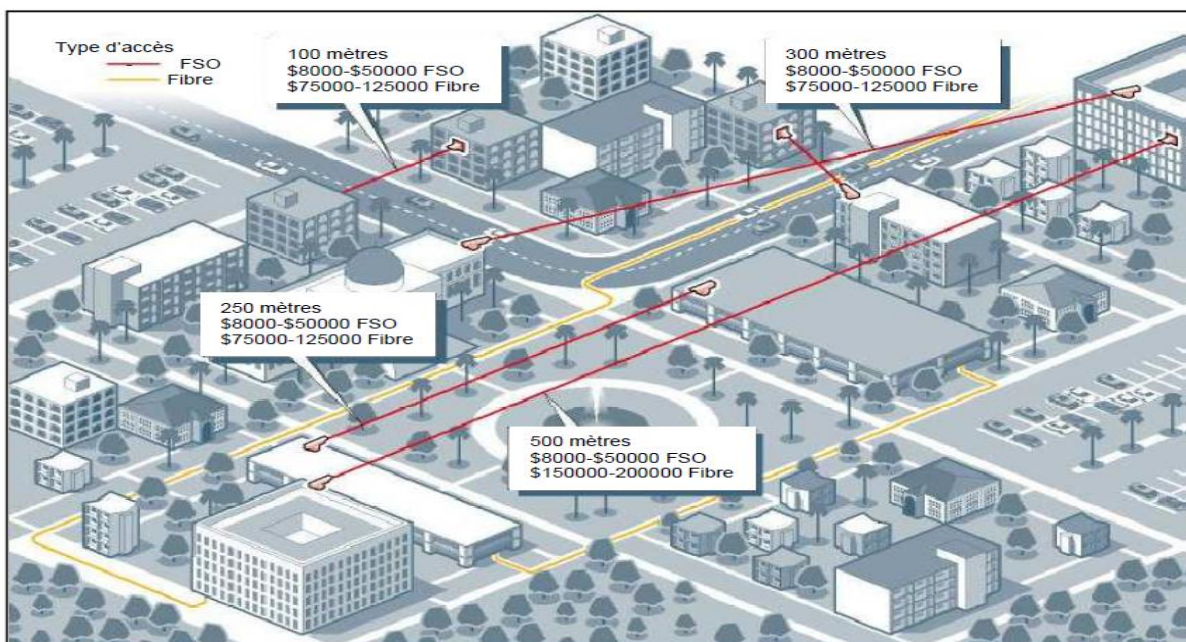 Type d'accès
FSO
Fibre
100 mètres
$8000-$50000 FSO
$75000-125000 Fibre
300 mètres
$8000-$50000 FSO
$75000-125000 Fibre
250 mètres
$8000-$50000 FSO
$75000-125000 Fibre
500 mètres
$8000-$50000 FSO
$150000-200000 Fibre